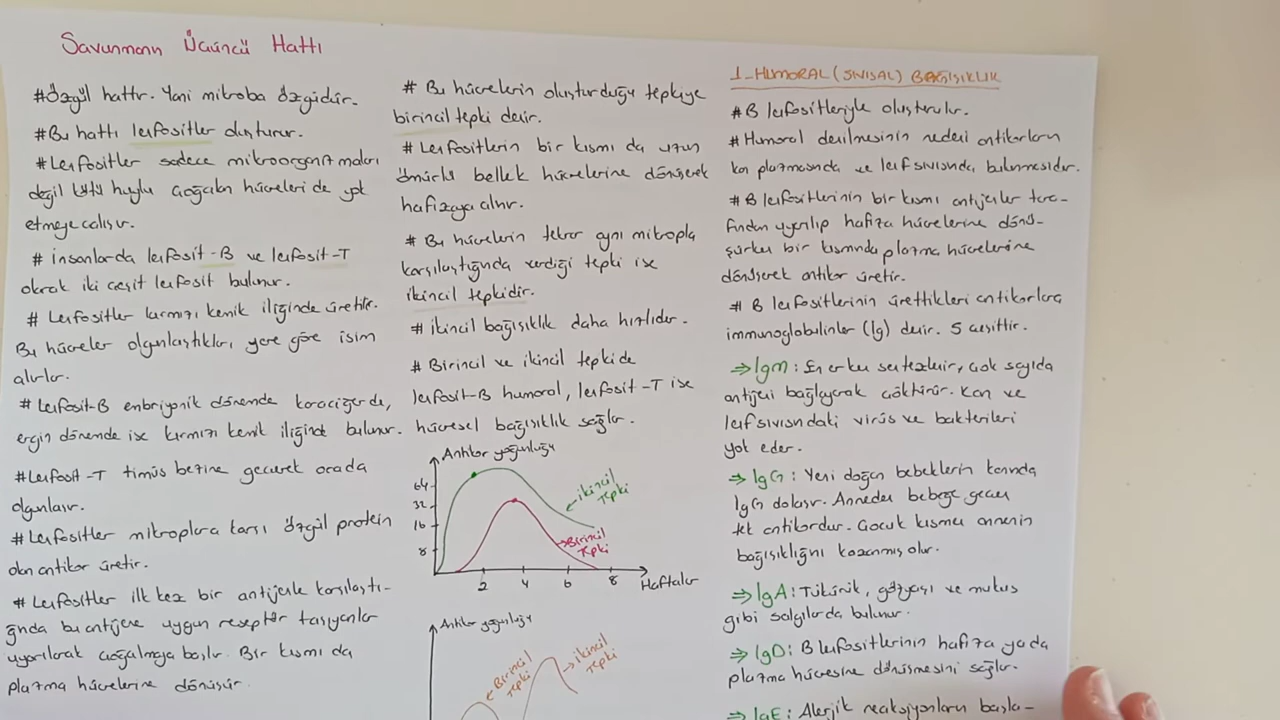 Savunmanın Üçüncü Hattı
#Özgül hattır. Yani mikroba özgüdür.
#Bu hattı lenfositler oluşturur.
#Lenfositler sadece mikroorganizmaları
değil kötü huylu çoğalan hücreleri de yok
etmeye çalışır.
# İnsanlarda lenfosit-B ve lenfosit-T
olarak iki çeşit lenfosit bulunur.
# Lenfositler kırmızı kemik iliğinde üretilir.
Bu hücreler olgunlaştıkları yere göre isim
alırlar.
# Lenfosit-B embriyonik dönemde karaciğerde,
ergin dönemde ise kırmızı kemik iliğinde bulunur.
#Lenfosit-T timüs bezine geçerek orada
olgunlaşır.
#Lenfositler mikroplara karşı özgül protein
olan antikor üretir.
# Lenfositler ilk kez bir antijenle karşılaştı-
ğında bu antijene uygun reseptör taşıyanlar
uyarılarak çoğalmaya başlar. Bir kısmı da
plazma hücrelerine dönüşür.
# Bu hücrelerin oluşturduğu tepkiye
birincil tepki denir.
# Lenfositlerin bir kısmı da uzun
ömürlü bellek hücrelerine dönüşerek
hafızaya alınır.
# Bu hücrelerin tekrar aynı mikropla
karşılaştığında verdiği tepki ise
ikincil tepkidir.
# İkincil bağışıklık daha hızlıdır.
# Birincil ve ikincil tepkide
lenfosit-B humoral, lenfosit-T ise
hücresel bağışıklık sağlar.
Antikor yoğunluğu
64
32
16
8
2 4 6 8
Haftalar
İkincil
Tepki
Birincil
Tepki
Antikor yoğunluğu
Birincil
Tepki
İkincil
Tepki
1-HUMORAL (SIVISAL) BAĞIŞIKLIK
#B lenfositleriyle oluşturulur.
#Humoral denilmesinin nedeni antikorların
kan plazmasında ve lenf sıvısında bulunmasıdır.
# B lenfositlerinin bir kısmı antijenler tara-
fından uyarılıp hafıza hücrelerine dönü-
şürken bir kısmında plazma hücrelerine
dönüşerek antikor üretir.
# B lenfositlerinin ürettikleri antikorlara
immunoglobulinler (Ig) denir. 5 çeşittir.
⇒IgM: En erken sentezlenir, çok sayıda
antijeni bağlayarak çöktürür. Kan ve
lenf sıvısındaki virüs ve bakterileri
yok eder.
⇒IgG: Yeni doğan bebeklerin kanında
IgG dolaşır. Anneden bebeğe geçen
tek antikordur. Çocuk kısmen annenin
bağışıklığını kazanmış olur.
⇒IgA: Tükürük, gözyaşı ve mukus
gibi salgılarda bulunur.
⇒IgD: B lenfositlerinin hafıza ya da
plazma hücresine dönüşmesini sağlar.
⇒IgE: Alerjik reaksiyonların başla-